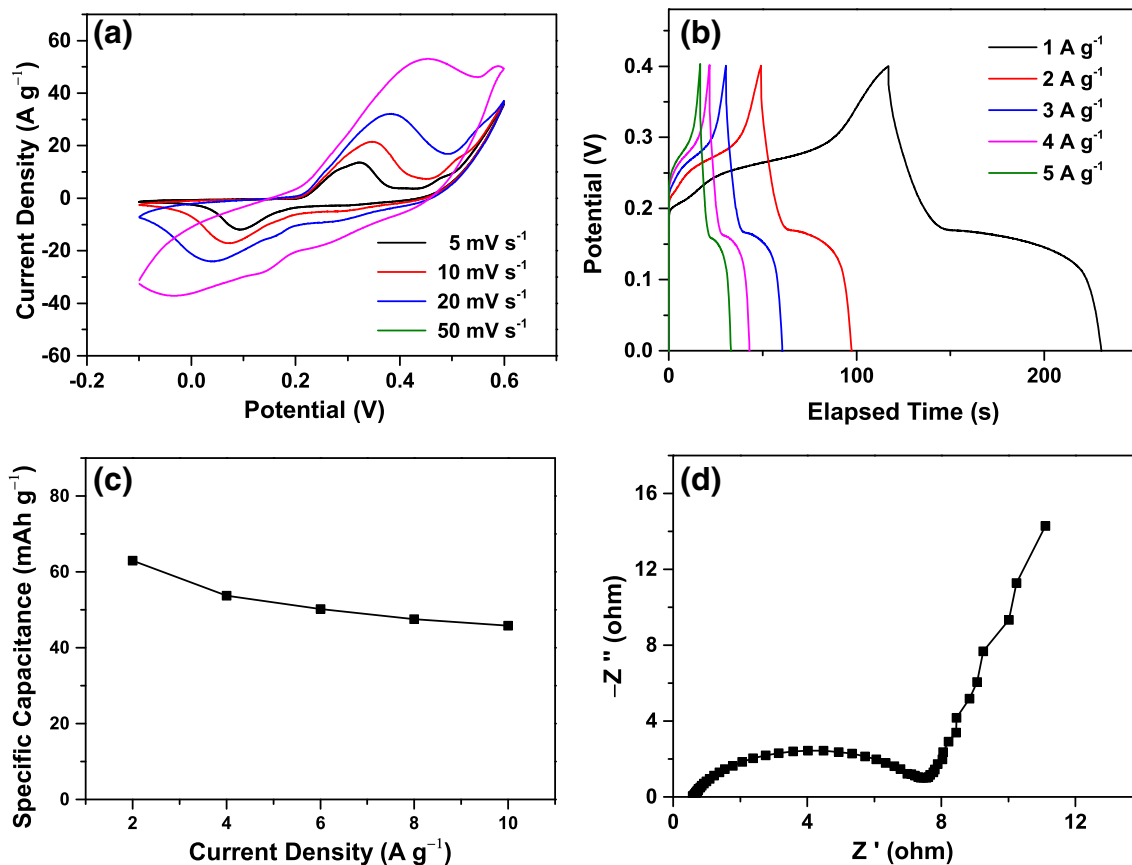 (a)
60
40
20
0
-20
-40
-60
Current Density (A g⁻¹)
-0.2 0.0 0.2 0.4 0.6
Potential (V)
5 mV s⁻¹
10 mV s⁻¹
20 mV s⁻¹
50 mV s⁻¹
(b)
0.4
0.3
0.2
0.1
0.0
Potential (V)
0 100 200
Elapsed Time (s)
1 A g⁻¹
2 A g⁻¹
3 A g⁻¹
4 A g⁻¹
5 A g⁻¹
(c)
80
60
40
20
0
Specific Capacitance (mAh g⁻¹)
2 4 6 8 10
Current Density (A g⁻¹)
(d)
16
12
8
4
0
−Z '' (ohm)
0 4 8 12
Z ' (ohm)